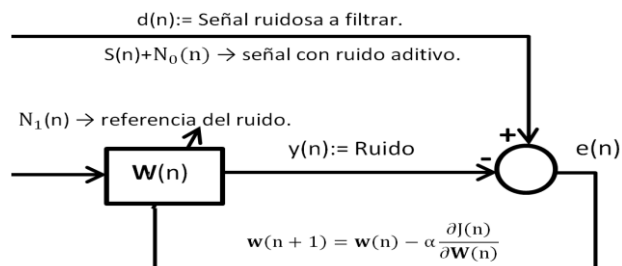 d(n):= Señal ruidosa a filtrar.
S(n)+N₀(n) → señal con ruido aditivo.
N₁(n) → referencia del ruido.
W(n)
y(n):= Ruido
+
-
e(n)
w(n + 1) = w(n) − α ∂J(n)/∂W(n)